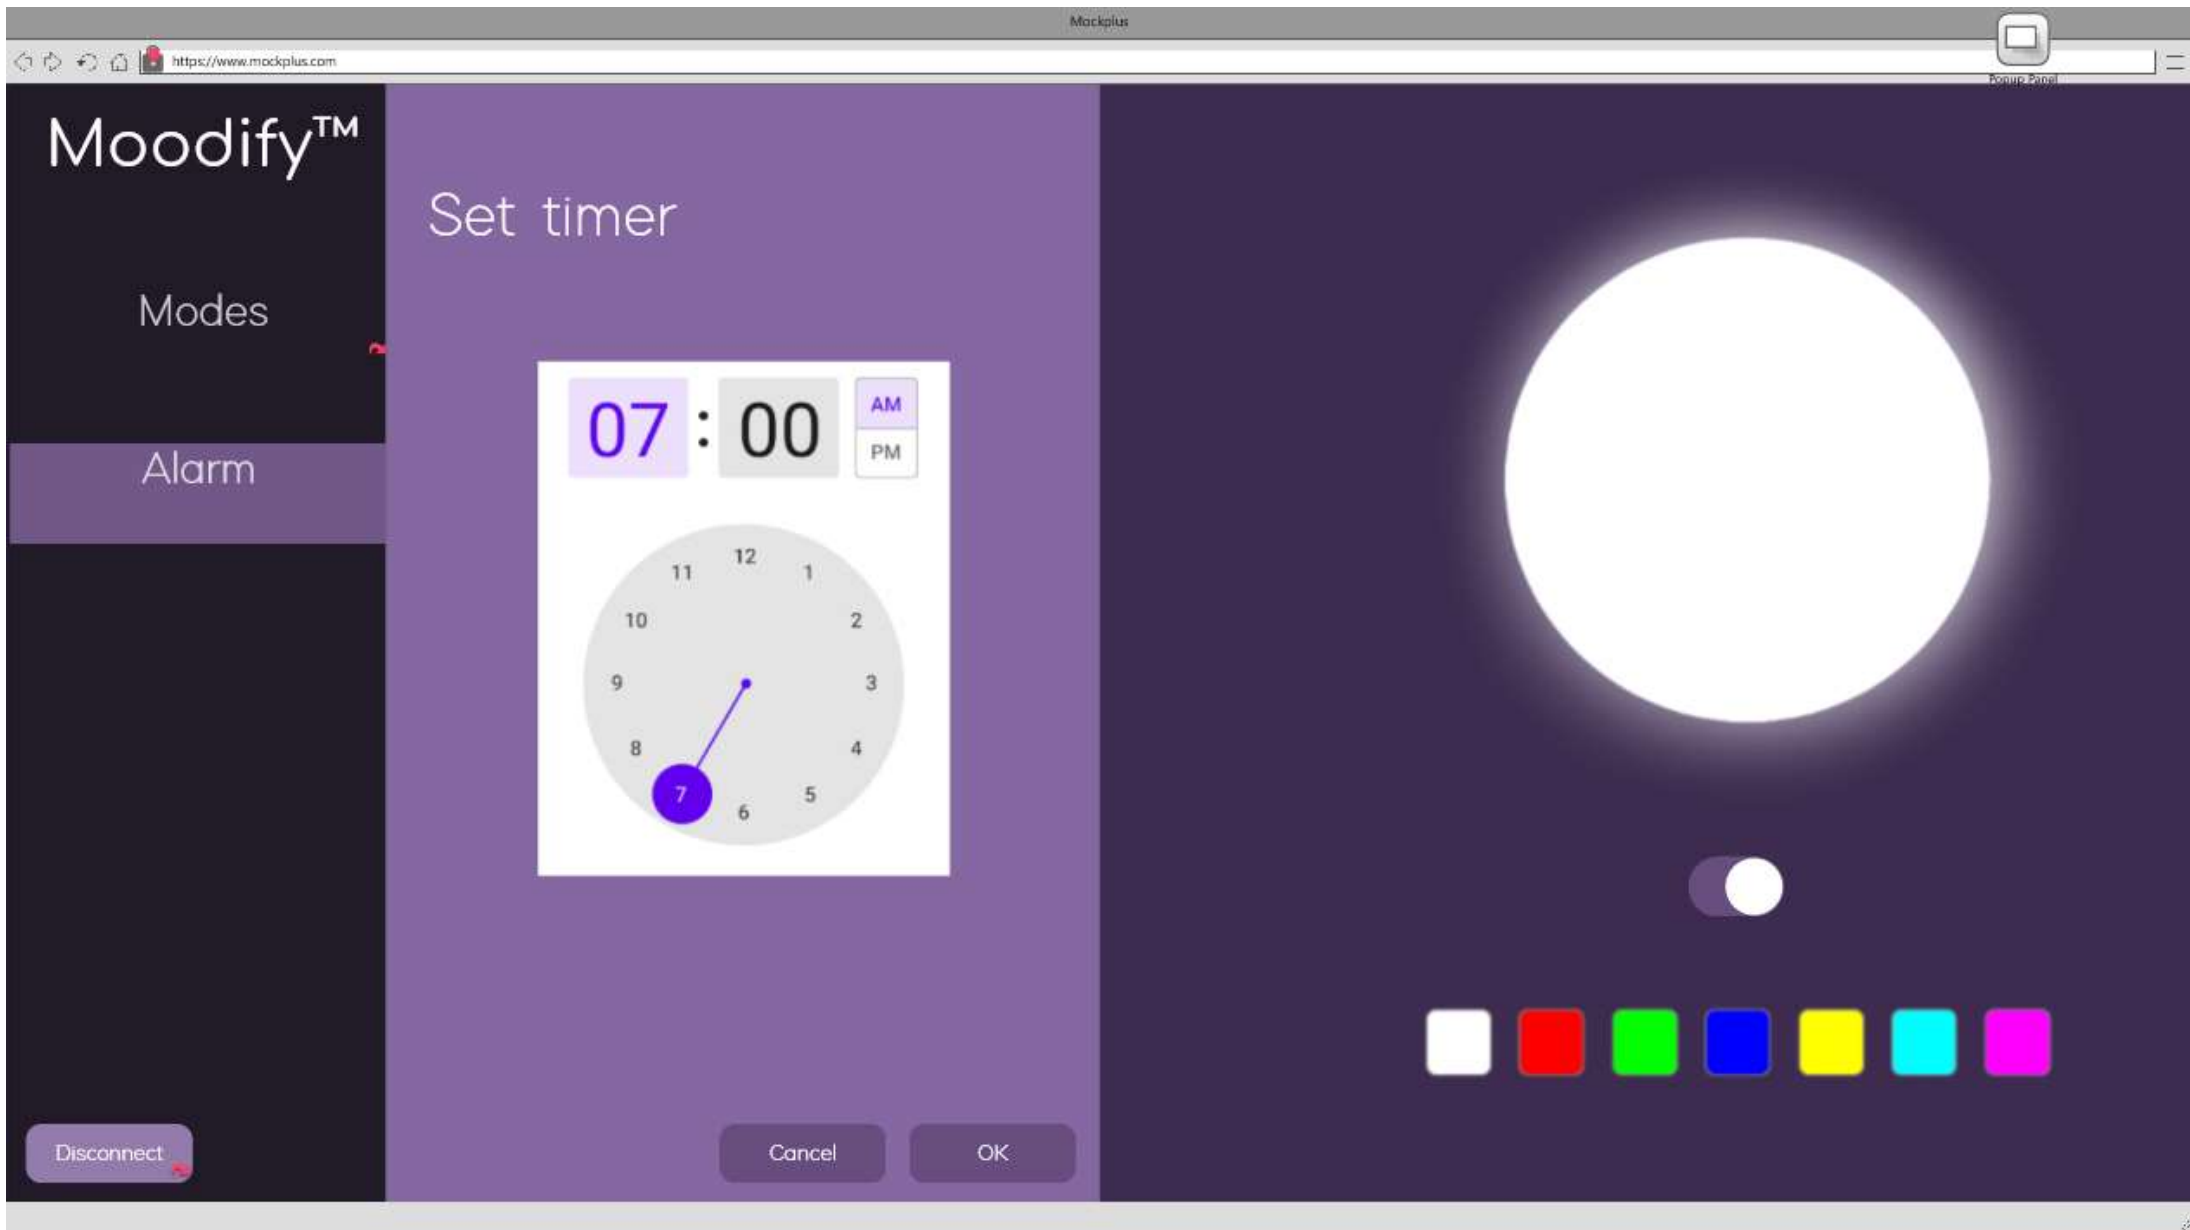 Mockplus
https://www.mockplus.com
Popup Panel
Moodify™
Modes
Alarm
Disconnect
Set timer
07 : 00
AM
PM
12
1
2
3
4
5
6
7
8
9
10
11
Cancel
OK